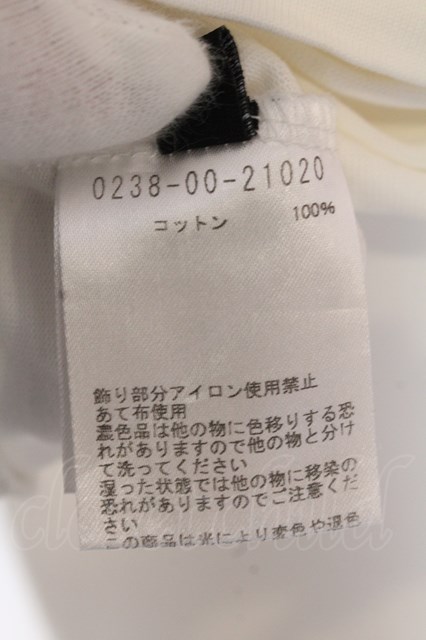 0238-00-21020
コットン 100%
飾り部分アイロン使用禁止
あて布使用
濃色品は他の物に色移りする恐
れがありますので他の物と分け
て洗ってください
湿った状態では他の物に移染の
恐れがありますのでご注意くだ
さい
この商品は光により変色や退色